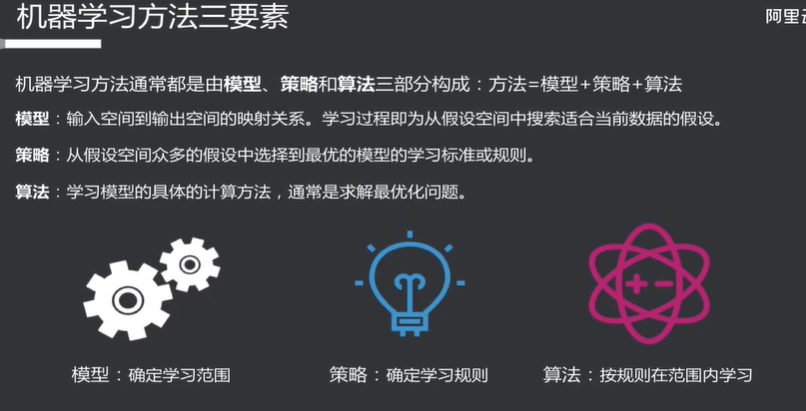 机器学习方法三要素
阿里云
机器学习方法通常都是由模型、策略和算法三部分构成：方法=模型+策略+算法
模型：输入空间到输出空间的映射关系。学习过程即为从假设空间中搜索适合当前数据的假设。
策略：从假设空间众多的假设中选择到最优的模型的学习标准或规则。
算法：学习模型的具体的计算方法，通常是求解最优化问题。
+ −
模型：确定学习范围
策略：确定学习规则
算法：按规则在范围内学习